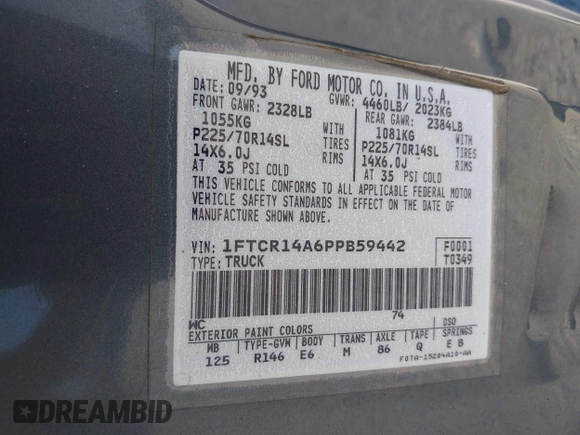 MFD. BY FORD MOTOR CO. IN U.S.A.
DATE: 09/93 GVWR: 4460LB/ 2023KG
FRONT GAWR: 2328LB REAR GAWR: 2384LB
1055KG WITH 1081KG WITH
P225/70R14SL TIRES P225/70R14SL TIRES
14X6.0J RIMS 14X6.0J RIMS
AT 35 PSI COLD AT 35 PSI COLD
THIS VEHICLE CONFORMS TO ALL APPLICABLE FEDERAL MOTOR
VEHICLE SAFETY STANDARDS IN EFFECT ON THE DATE OF
MANUFACTURE SHOWN ABOVE.
VIN: 1FTCR14A6PPB59442 F0001
TYPE: TRUCK T0349
74
WC DSO
EXTERIOR PAINT COLORS
WB TYPE-GVW BODY TRANS AXLE TAPE SPRINGS
125 R146 E6 M 86 Q E B
F0TA-15204A10-AA
DREAMBID